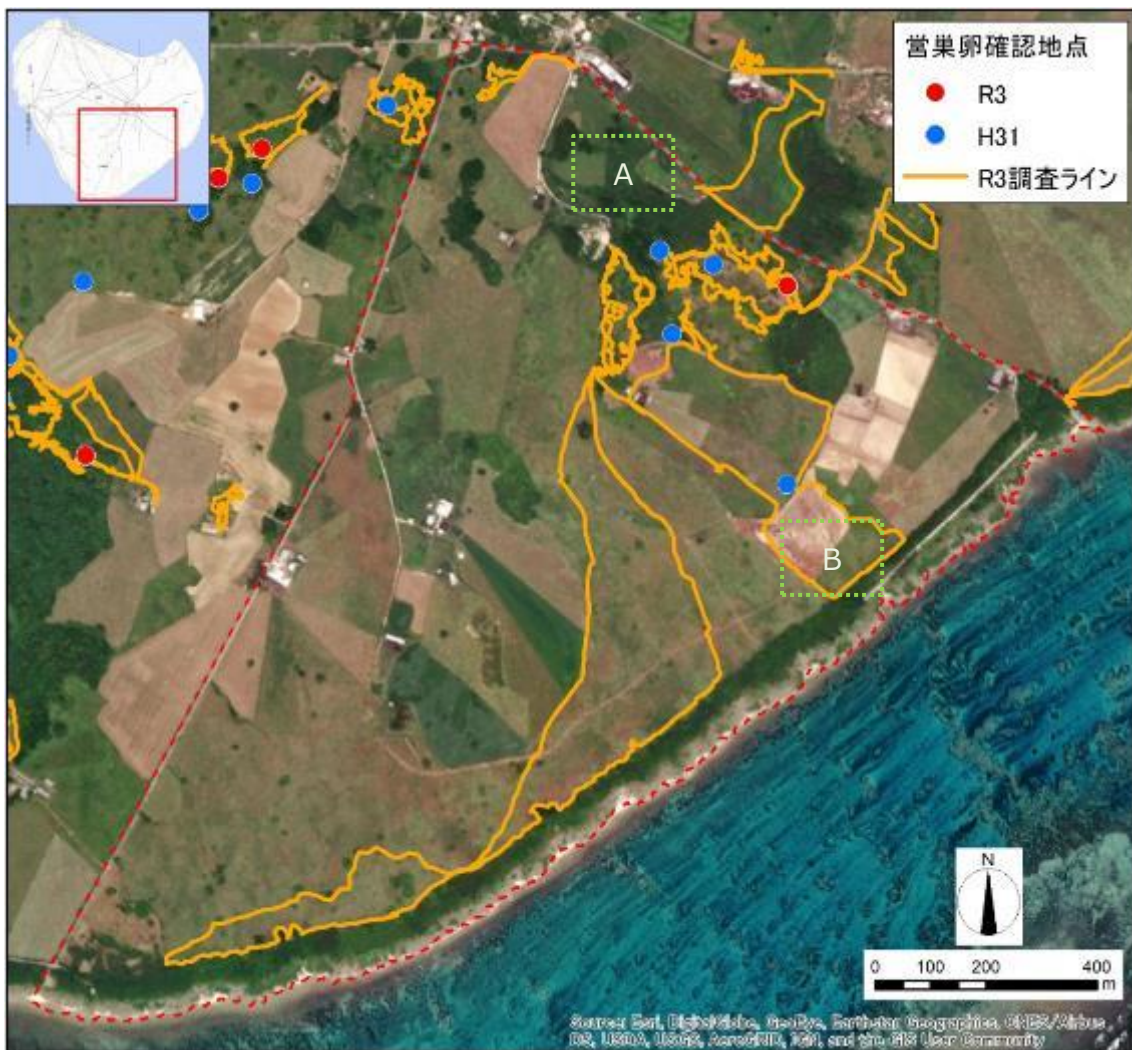 営巣卵確認地点
R3
H31
R3調査ライン
A
B
N
0 100 200 400
m
Source: Esri, DigitalGlobe, GeoEye, Earthstar Geographics, CNES/Airbus
DS, USDA, USGS, AeroGRID, IGN, and the GIS User Community